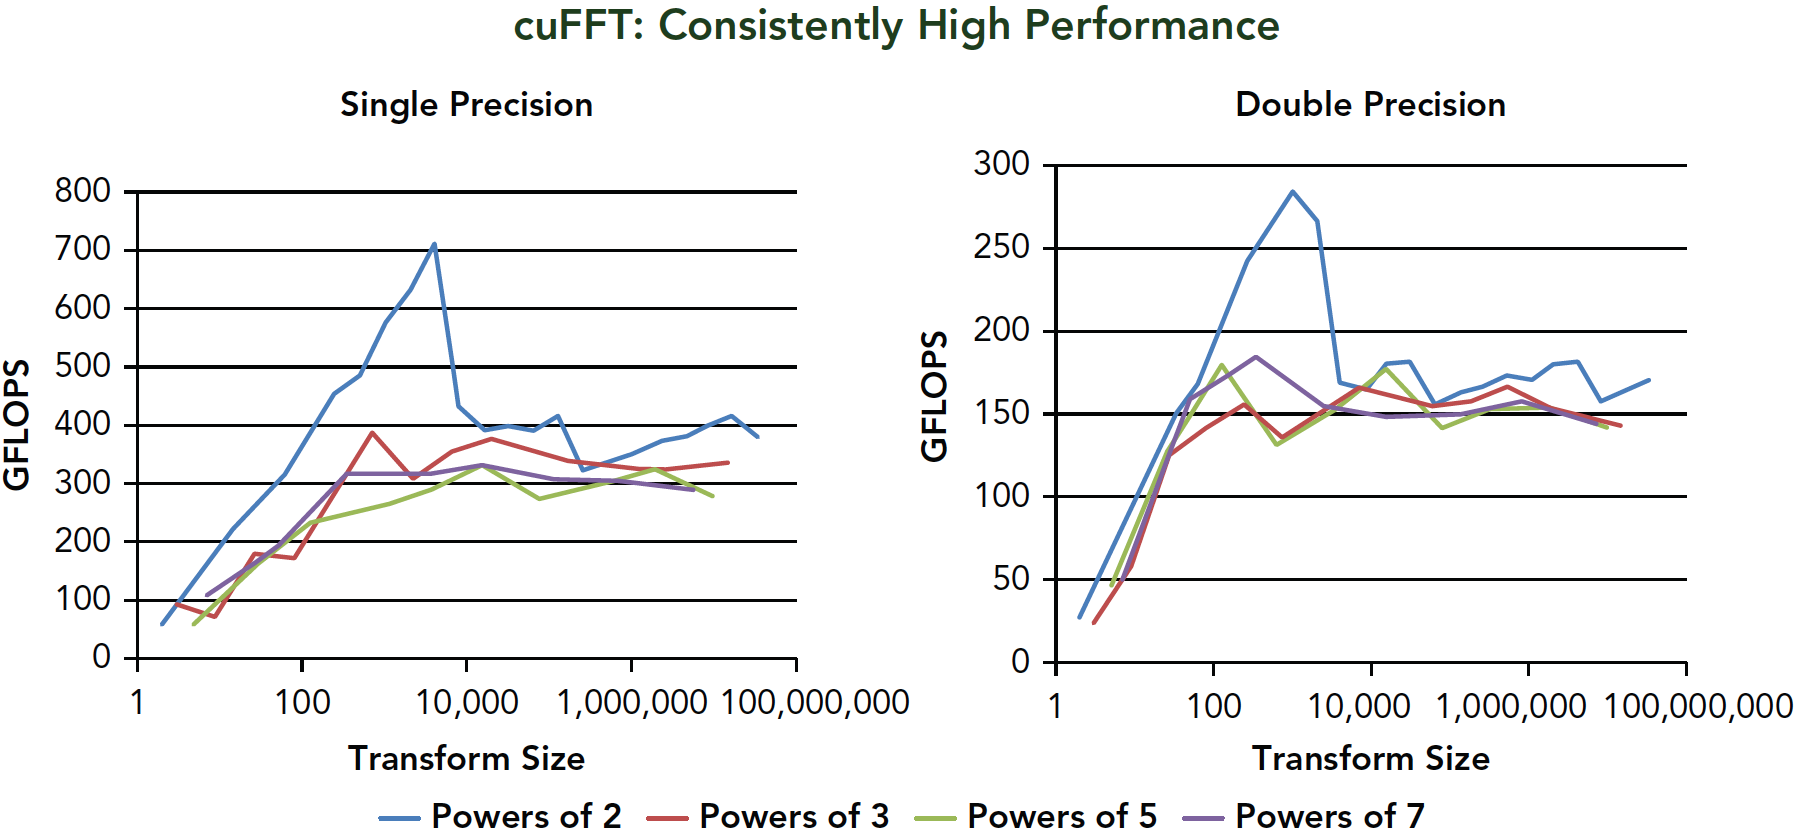 cuFFT: Consistently High Performance
Single Precision
800
700
600
500
400
300
200
100
0
GFLOPS
1 100 10,000 1,000,000 100,000,000
Transform Size
Double Precision
300
250
200
150
100
50
0
GFLOPS
1 100 10,000 1,000,000 100,000,000
Transform Size
Powers of 2 Powers of 3 Powers of 5 Powers of 7